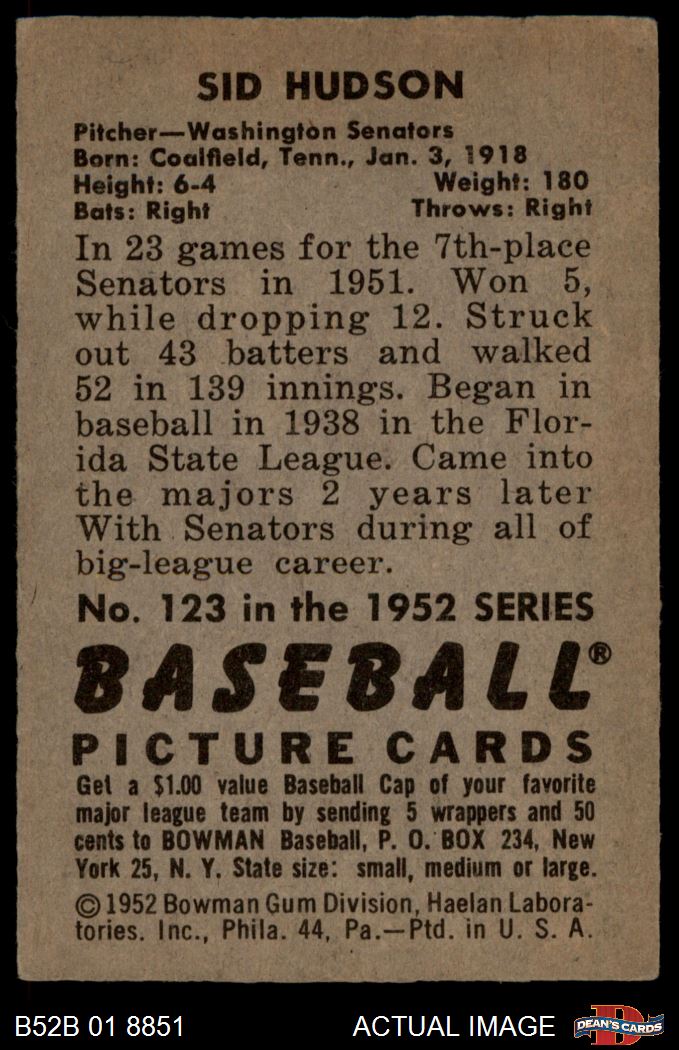 SID HUDSON
Pitcher—Washington Senators
Born: Coalfield, Tenn., Jan. 3, 1918
Height: 6-4 Weight: 180
Bats: Right Throws: Right
In 23 games for the 7th-place
Senators in 1951. Won 5,
while dropping 12. Struck
out 43 batters and walked
52 in 139 innings. Began in
baseball in 1938 in the Flor-
ida State League. Came into
the majors 2 years later
With Senators during all of
big-league career.
No. 123 in the 1952 SERIES
BASEBALL®
PICTURE CARDS
Get a $1.00 value Baseball Cap of your favorite
major league team by sending 5 wrappers and 50
cents to BOWMAN Baseball, P. O. BOX 234, New
York 25, N. Y. State size: small, medium or large.
©1952 Bowman Gum Division, Haelan Labora-
tories. Inc., Phila. 44, Pa.—Ptd. in U. S. A.
B52B 01 8851 ACTUAL IMAGE D DEAN'S CARDS